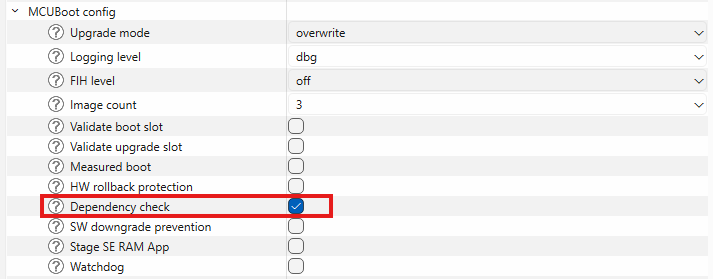 MCUBoot config
? Upgrade mode overwrite
? Logging level dbg
? FIH level off
? Image count 3
? Validate boot slot
? Validate upgrade slot
? Measured boot
? HW rollback protection
? Dependency check
? SW downgrade prevention
? Stage SE RAM App
? Watchdog